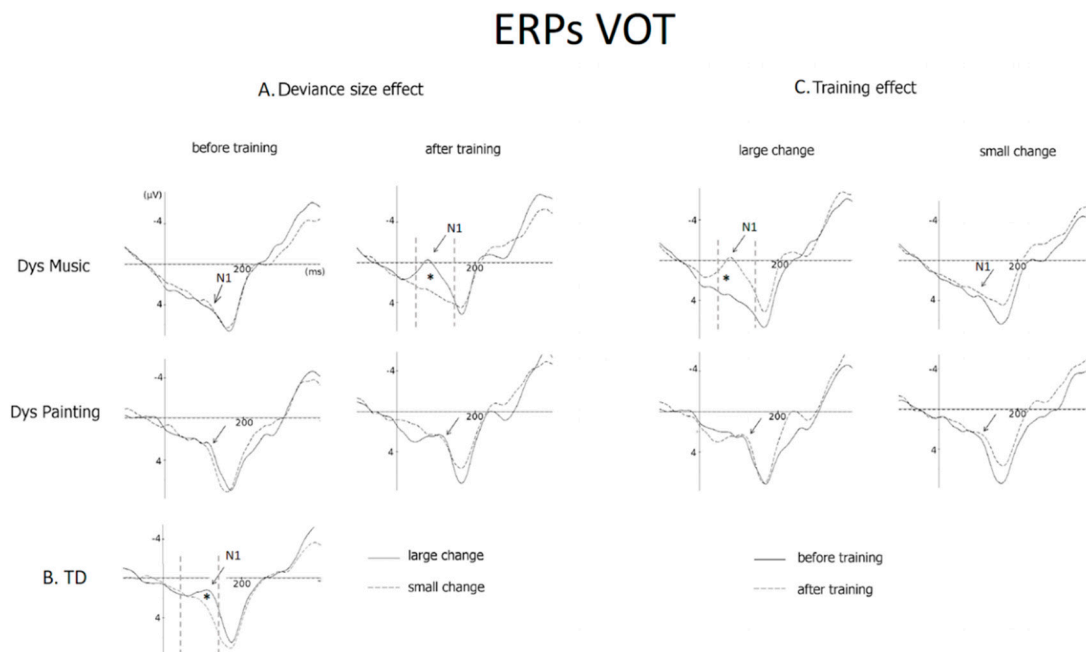 ERPs VOT
A. Deviance size effect
C. Training effect
before training
after training
large change
small change
Dys Music
(µV)
-4
4
200
(ms)
N1
-4
4
200
N1
*
-4
4
200
N1
*
-4
4
200
N1
Dys Painting
-4
4
200
-4
4
200
-4
4
200
-4
4
200
B. TD
-4
4
200
N1
*
large change
small change
before training
after training